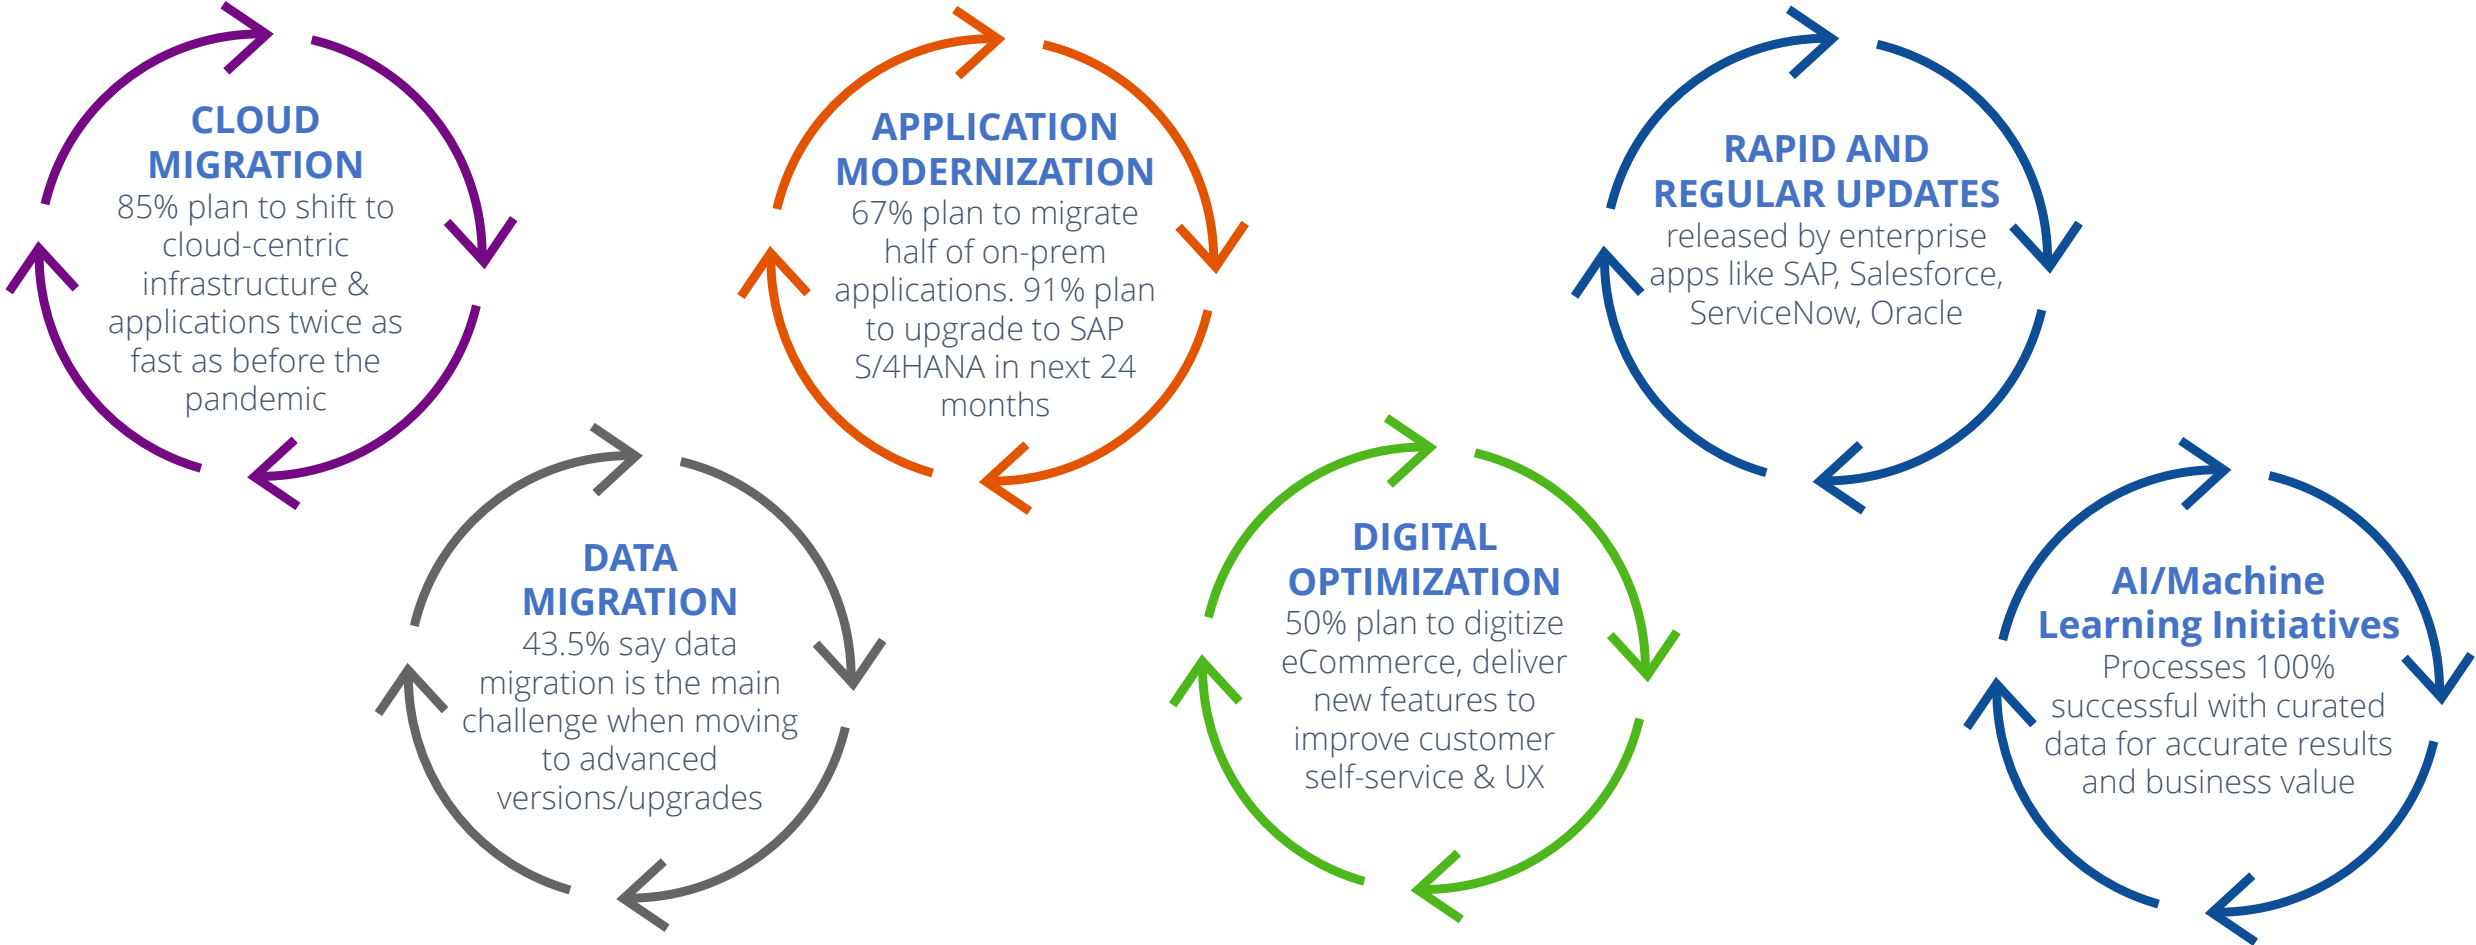 CLOUD
MIGRATION
85% plan to shift to
cloud-centric
infrastructure &
applications twice as
fast as before the
pandemic
DATA
MIGRATION
43.5% say data
migration is the main
challenge when moving
to advanced
versions/upgrades
APPLICATION
MODERNIZATION
67% plan to migrate
half of on-prem
applications. 91% plan
to upgrade to SAP
S/4HANA in next 24
months
DIGITAL
OPTIMIZATION
50% plan to digitize
eCommerce, deliver
new features to
improve customer
self-service & UX
RAPID AND
REGULAR UPDATES
released by enterprise
apps like SAP, Salesforce,
ServiceNow, Oracle
AI/Machine
Learning Initiatives
Processes 100%
successful with curated
data for accurate results
and business value